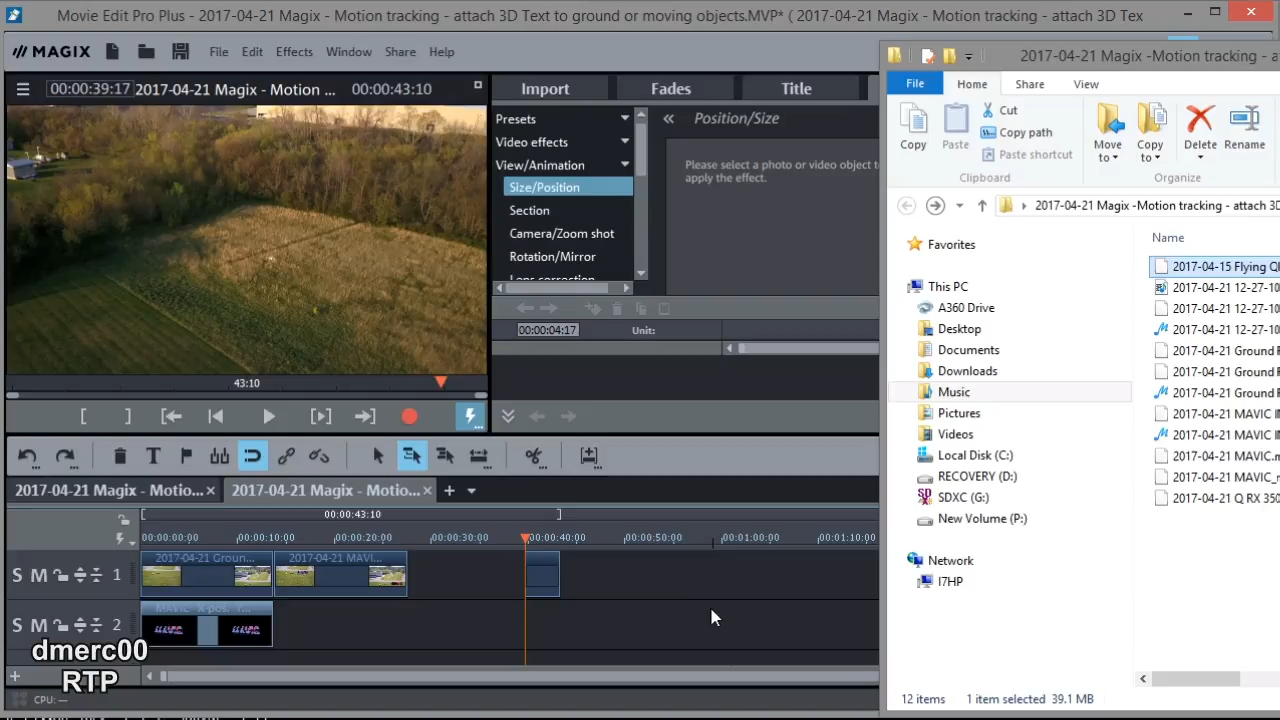 Movie Edit Pro Plus - 2017-04-21 Magix - Motion tracking - attach 3D Text to ground or moving objects.MVP* ( 2017-04-21 Magix - Motion tracking - attach 3D Tex
MAGIX File Edit Effects Window Share Help
2017-04-21 Magix -Motion tracking - at
00:00:39:17 2017-04-21 Magix - Motion ... 00:00:43:10
Import Fades Title
File Home Share View
Presets
Video effects
View/Animation
Size/Position
Section
Camera/Zoom shot
Rotation/Mirror
Position/Size
Please select a photo or video object to
apply the effect.
00:00:04:17 Unit:
Copy
Paste
Cut
Copy path
Paste shortcut
Clipboard
Move
to
Copy
to
Delete
Rename
Organize
2017-04-21 Magix -Motion tracking - attach 3D
Name
Favorites
This PC
A360 Drive
Desktop
Documents
Downloads
Music
Pictures
Videos
Local Disk (C:)
RECOVERY (D:)
SDXC (G:)
New Volume (P:)
Network
I7HP
2017-04-15 Flying Q
2017-04-21 12-27-10
2017-04-21 12-27-10
2017-04-21 12-27-10
2017-04-21 Ground F
2017-04-21 Ground F
2017-04-21 Ground F
2017-04-21 MAVIC I
2017-04-21 MAVIC I
2017-04-21 MAVIC.m
2017-04-21 MAVIC_m
2017-04-21 Q RX 350
12 items 1 item selected 39.1 MB
43:10
2017-04-21 Magix - Motio... 2017-04-21 Magix - Motio...
00:00:43:10
00:00:00:00 00:00:10:00 00:00:20:00 00:00:30:00 00:00:40:00 00:00:50:00 00:01:00:00 00:01:10:00
S M 1
2017-04-21 Groun... 2017-04-21 MAVI...
S M 2
MAVIC X-pos. Y...
MAVIC MAVIC
dmerc00
RTP
CPU: —